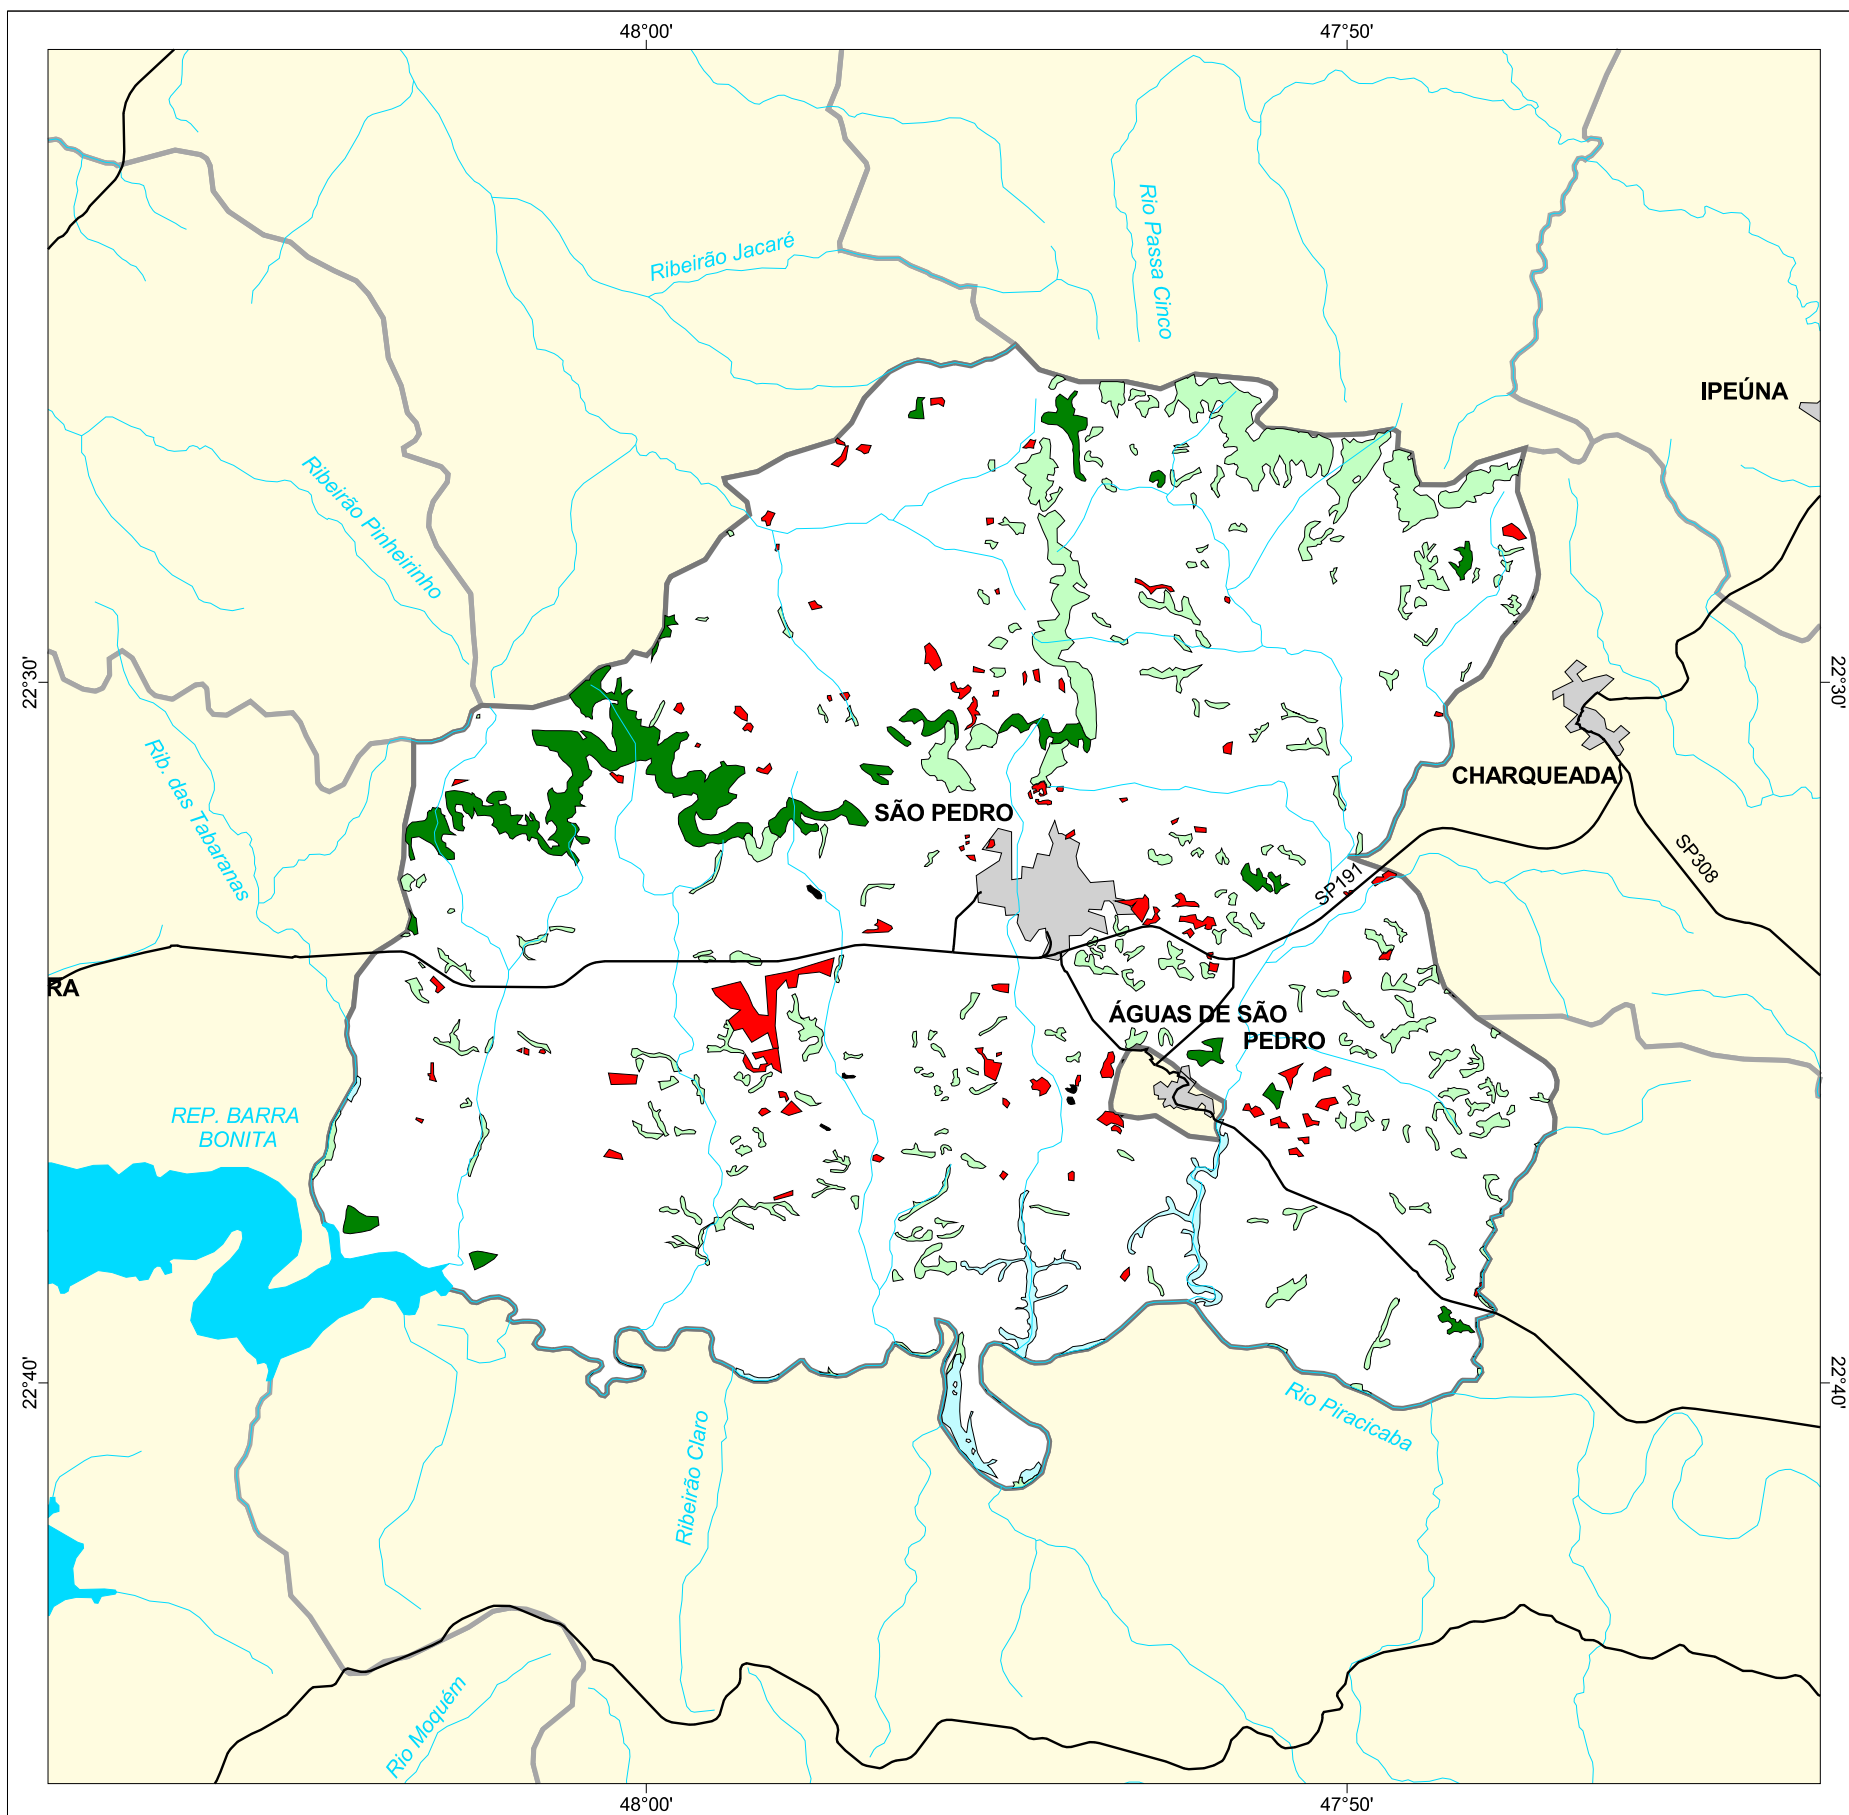 48°00'
47°50'
Rio Passa Cinco
Ribeirão Jacaré
IPEÚNA
Ribeirão Pinheirinho
22°30'
22°30'
Rib. das Tabaranas
CHARQUEADA
SÃO PEDRO
SP308
SP191
RA
ÁGUAS DE SÃO
PEDRO
REP. BARRA
BONITA
22°40'
22°40'
Rio Piracicaba
Ribeirão Claro
Rio Moquém
48°00'
47°50'